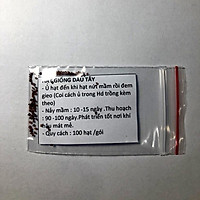 HẠT GIỐNG DÂU TÂY
- Ủ hạt đến khi hạt nứt mầm rồi đem
gieo (Coi cách ủ trong Hd trồng kèm
theo)
- Nảy mầm : 10 -15 ngày .Thu hoạch
: 90 -100 ngày.Phát triển tốt nơi khí
hậu mát mẻ.
- Quy cách : 100 hạt /gói